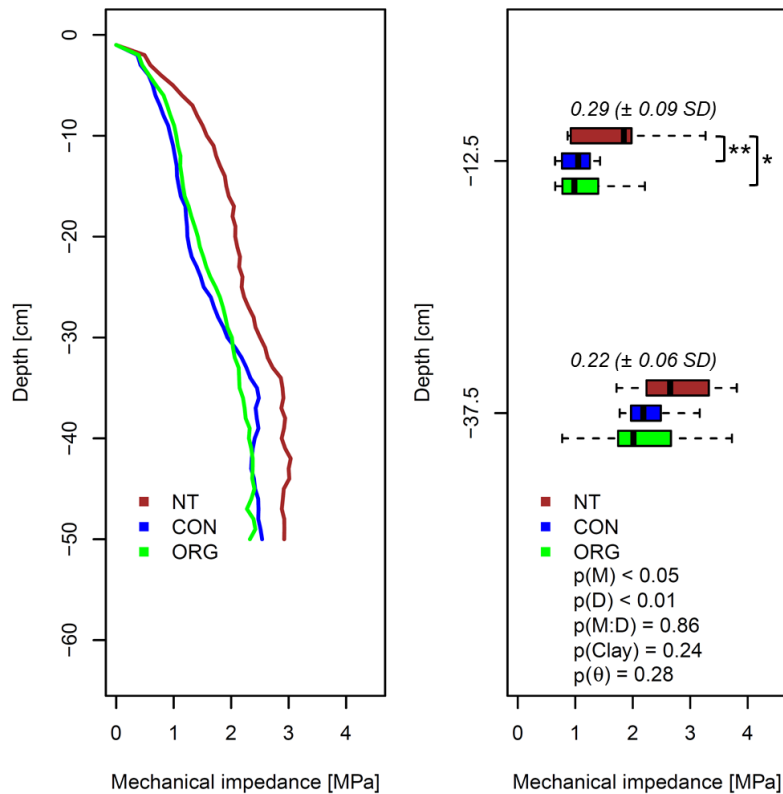 0
−10
−20
−30
−40
−50
−60
Depth [cm]
NT
CON
ORG
0 1 2 3 4
Mechanical impedance [MPa]
0.29 (± 0.09 SD)
**
*
−12.5
0.22 (± 0.06 SD)
−37.5
Depth [cm]
NT
CON
ORG
p(M) < 0.05
p(D) < 0.01
p(M:D) = 0.86
p(Clay) = 0.24
p(θ) = 0.28
0 1 2 3 4
Mechanical impedance [MPa]